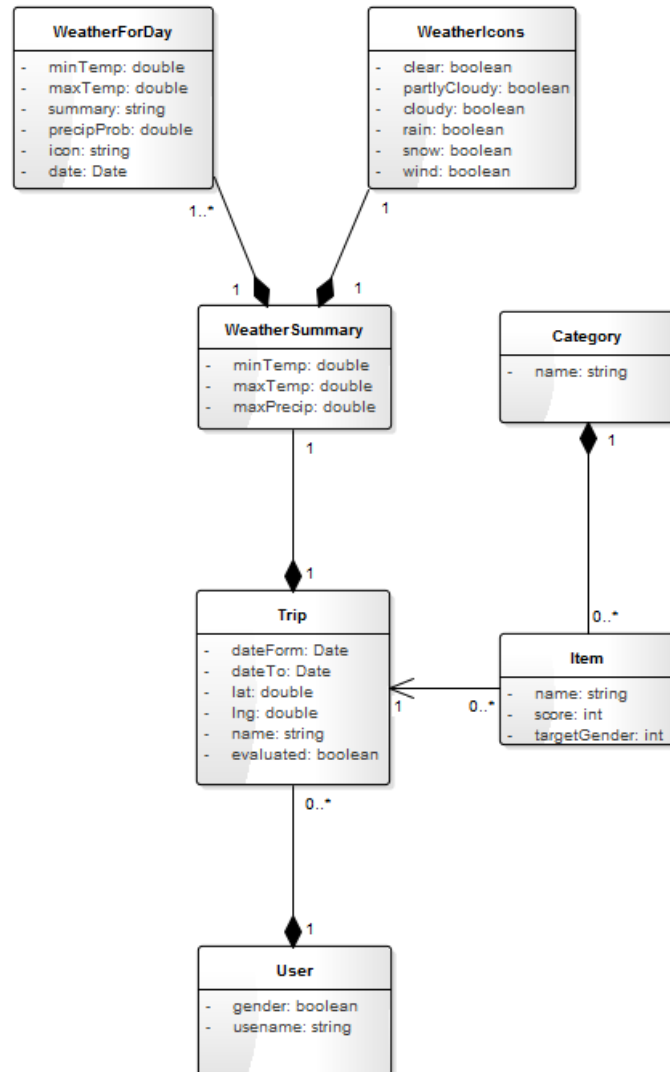 WeatherForDay
- minTemp: double
- maxTemp: double
- summary: string
- precipProb: double
- icon: string
- date: Date
WeatherIcons
- clear: boolean
- partlyCloudy: boolean
- cloudy: boolean
- rain: boolean
- snow: boolean
- wind: boolean
1..*
1
1
1
WeatherSummary
- minTemp: double
- maxTemp: double
- maxPrecip: double
Category
- name: string
1
1
1
0..*
Trip
- dateForm: Date
- dateTo: Date
- lat: double
- lng: double
- name: string
- evaluated: boolean
Item
- name: string
- score: int
- targetGender: int
1
0..*
0..*
1
User
- gender: boolean
- usename: string